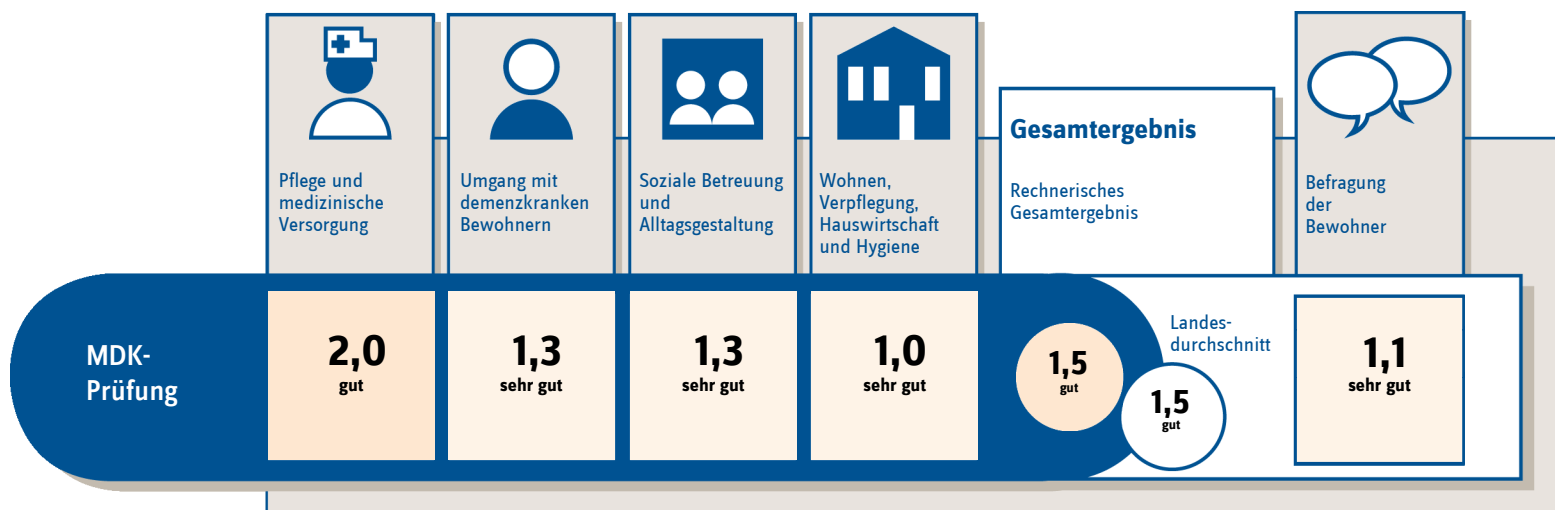 Pflege und
medizinische
Versorgung
Umgang mit
demenzkranken
Bewohnern
Soziale Betreuung
und
Alltagsgestaltung
Wohnen,
Verpflegung,
Hauswirtschaft
und Hygiene
Gesamtergebnis
Rechnerisches
Gesamtergebnis
Befragung
der
Bewohner
MDK-
Prüfung
2,0
gut
1,3
sehr gut
1,3
sehr gut
1,0
sehr gut
1,5
gut
Landes-
durchschnitt
1,5
gut
1,1
sehr gut